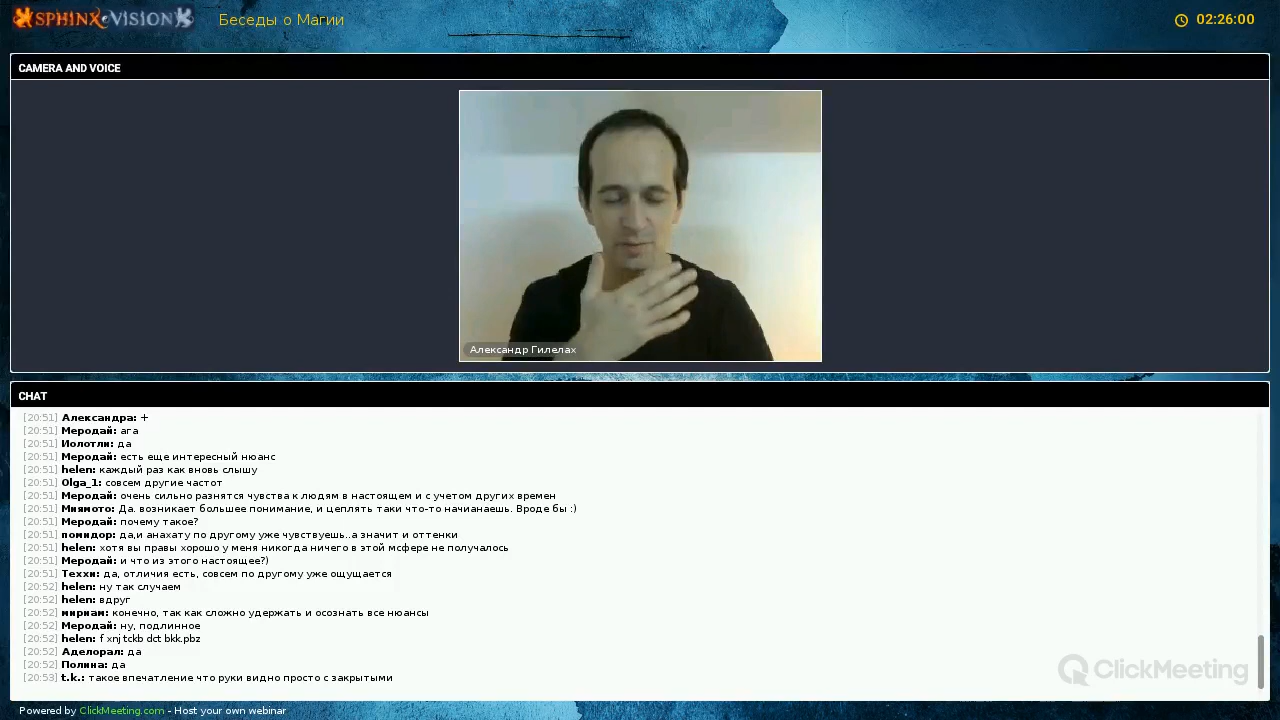 SPHINX VISION
Беседы о Магии
02:26:00
CAMERA AND VOICE
Александр Гилелах
CHAT
[20:51] Александра: +
[20:51] Меродай: ага
[20:51] Иолотли: да
[20:51] Меродай: есть еще интересный нюанс
[20:51] helen: каждый раз как вновь слышу
[20:51] Olga_1: совсем другие частот
[20:51] Меродай: очень сильно разнятся чувства к людям в настоящем и с учетом других времен
[20:51] Миямото: Да. возникает большее понимание, и цеплять таки что-то начианаешь. Вроде бы :)
[20:51] Меродай: почему такое?
[20:51] помидор: да,и анахату по другому уже чувствуешь..а значит и оттенки
[20:51] helen: хотя вы правы хорошо у меня никогда ничего в этой мсфере не получалось
[20:51] Меродай: и что из этого настоящее?)
[20:51] Теххи: да, отличия есть, совсем по другому уже ощущается
[20:52] helen: ну так случаем
[20:52] helen: вдруг
[20:52] мириам: конечно, так как сложно удержать и осознать все нюансы
[20:52] Меродай: ну, подлинное
[20:52] helen: f xnj tckb dct bkk.pbz
[20:52] Аделорал: да
[20:52] Полина: да
[20:53] t.k.: такое впечатление что руки видно просто с закрытыми
ClickMeeting
Powered by ClickMeeting.com - Host your own webinar